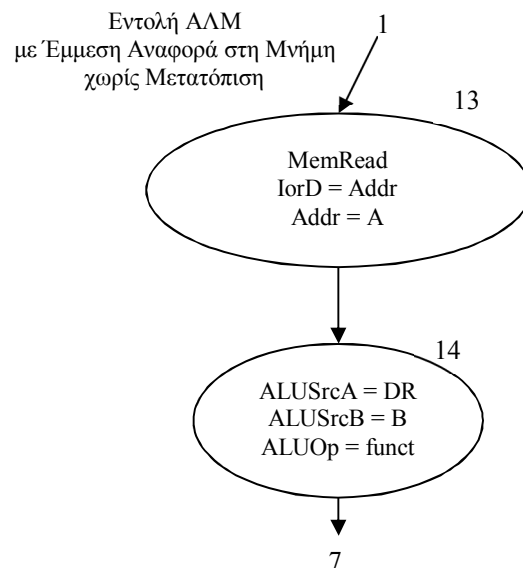 Εντολή ΑΛΜ
με Έμμεση Αναφορά στη Μνήμη
χωρίς Μετατόπιση
1
13
MemRead
IorD = Addr
Addr = A
14
ALUSrcA = DR
ALUSrcB = B
ALUOp = funct
7